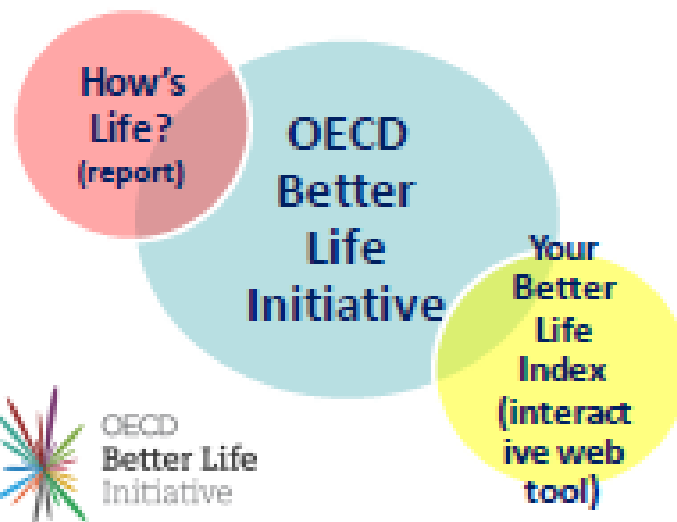 How's
Life?
(report)
OECD
Better
Life
Initiative
Your
Better
Life
Index
(interact
ive web
tool)
OECD
Better Life
Initiative